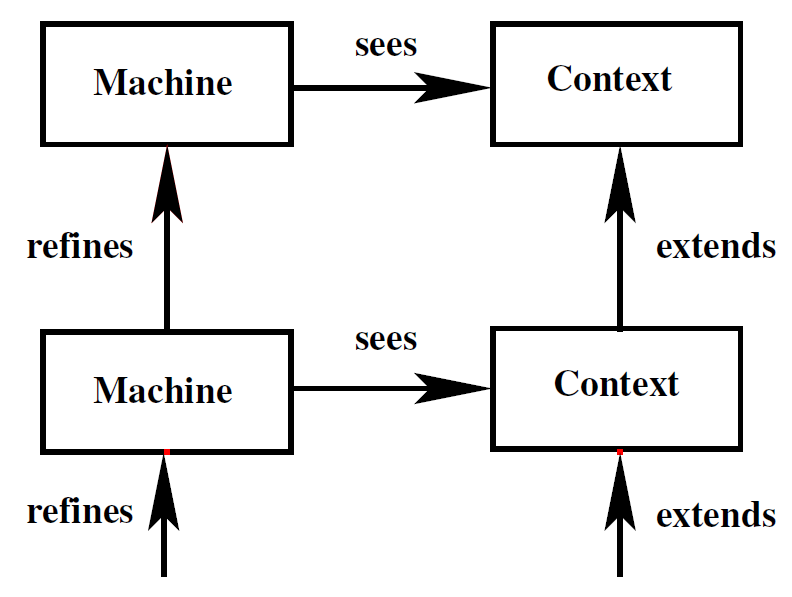 sees
Machine
Context
refines
extends
sees
Machine
Context
refines
extends